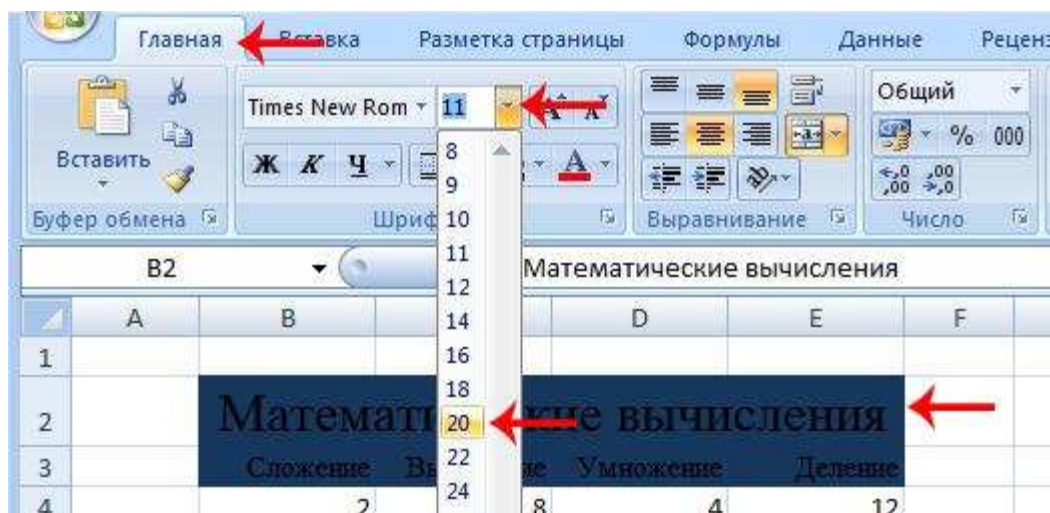 Главная Вставка Разметка страницы Формулы Данные Реценз
Times New Rom 11 Общий
Вставить Ж К Ч А % 000
Буфер обмена Шриф Выравнивание Число
B2 Математические вычисления
A B D E F
1
2 Математические вычисления
3 Сложение Умножение Деление
4 2 8 4 12
8
9
10
11
12
14
16
18
20
22
24